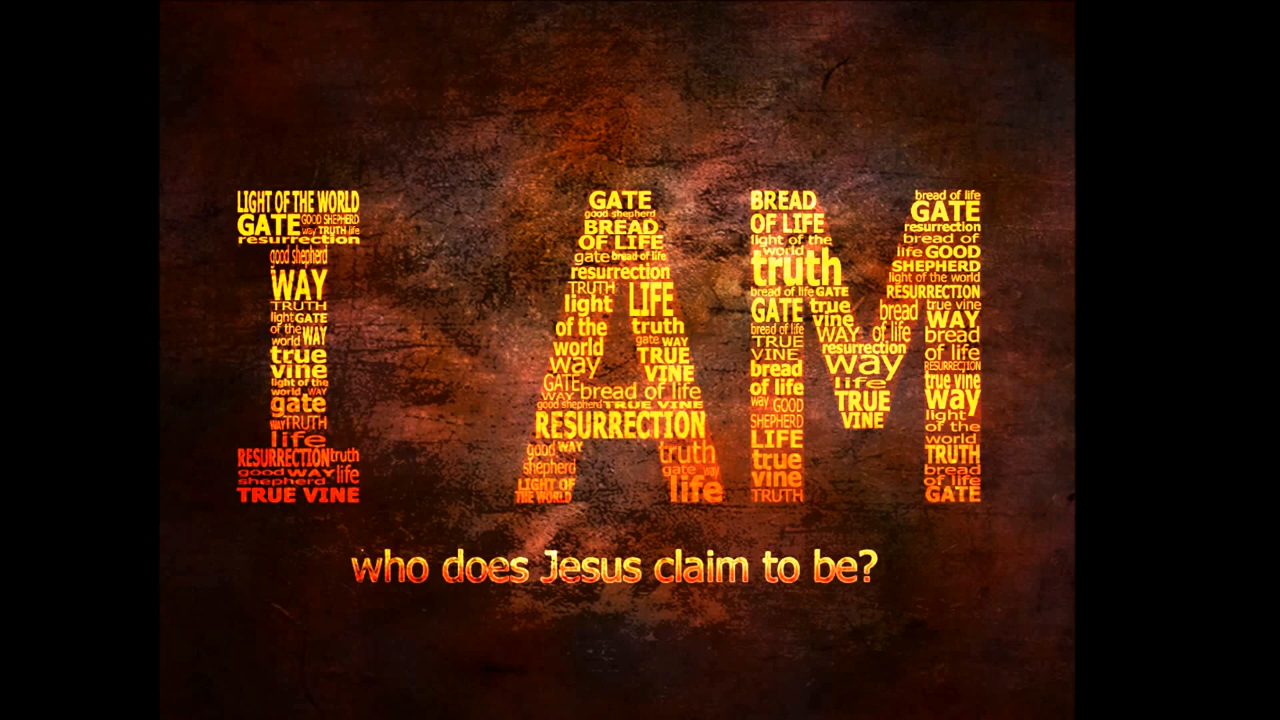 LIGHT OF THE WORLD
GATE GOOD SHEPHERD
way TRUTH life
resurrection
good shepherd
WAY
TRUTH
light GATE
of the WAY
world
true
vine
light of the
world WAY
gate
WAY TRUTH
life
RESURRECTION truth
good WAY life
shepherd
TRUE VINE
GATE
good shepherd
BREAD
OF LIFE
gate bread of life
resurrection
TRUTH LIFE
light
of the truth
world gate WAY
way TRUE
VINE
GATE bread of life
WAY
good shepherd TRUE VINE
RESURRECTION
good WAY truth
shepherd gate way
LIGHT OF life
THE WORLD
BREAD
OF LIFE
light of the
world
truth
bread of life GATE
GATE true
vine
bread of life WAY
TRUE resurrection
VINE way
bread life
of life TRUE
way GOOD VINE
SHEPHERD
LIFE
true
vine
TRUTH
bread of life
GATE
resurrection
bread of
life GOOD
SHEPHERD
light of the world
RESURRECTION
bread true vine
of life WAY
bread
of life
RESURRECTION
true vine
way
light
of the
world
TRUTH
bread
of life
GATE
who does Jesus claim to be?